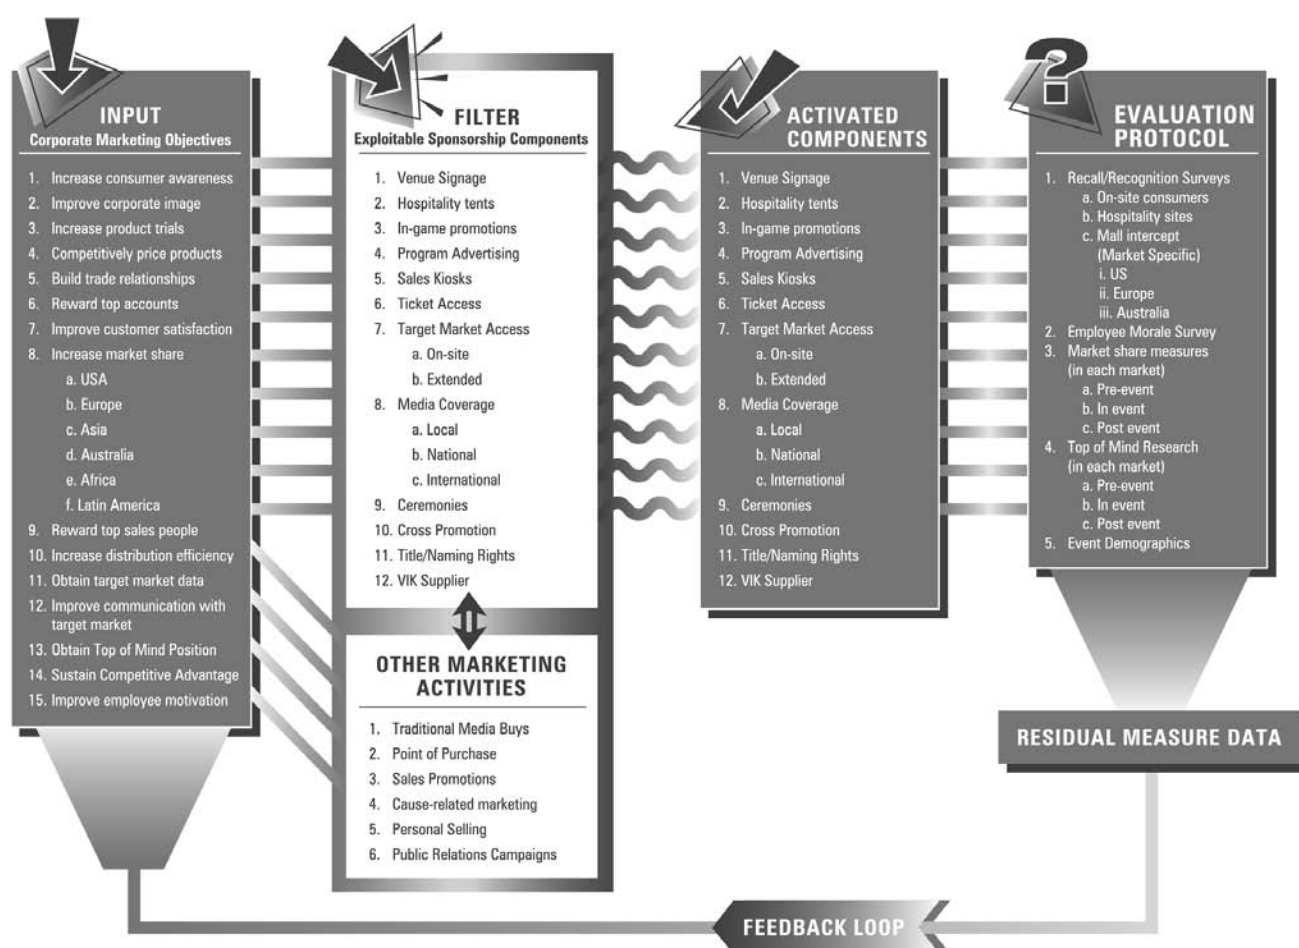 INPUT
Corporate Marketing Objectives
1. Increase consumer awareness
2. Improve corporate image
3. Increase product trials
4. Competitively price products
5. Build trade relationships
6. Reward top accounts
7. Improve customer satisfaction
8. Increase market share
a. USA
b. Europe
c. Asia
d. Australia
e. Africa
f. Latin America
9. Reward top sales people
10. Increase distribution efficiency
11. Obtain target market data
12. Improve communication with
target market
13. Obtain Top of Mind Position
14. Sustain Competitive Advantage
15. Improve employee motivation
FILTER
Exploitable Sponsorship Components
1. Venue Signage
2. Hospitality tents
3. In-game promotions
4. Program Advertising
5. Sales Kiosks
6. Ticket Access
7. Target Market Access
a. On-site
b. Extended
8. Media Coverage
a. Local
b. National
c. International
9. Ceremonies
10. Cross Promotion
11. Title/Naming Rights
12. VIK Supplier
OTHER MARKETING
ACTIVITIES
1. Traditional Media Buys
2. Point of Purchase
3. Sales Promotions
4. Cause-related marketing
5. Personal Selling
6. Public Relations Campaigns
ACTIVATED
COMPONENTS
1. Venue Signage
2. Hospitality tents
3. In-game promotions
4. Program Advertising
5. Sales Kiosks
6. Ticket Access
7. Target Market Access
a. On-site
b. Extended
8. Media Coverage
a. Local
b. National
c. International
9. Ceremonies
10. Cross Promotion
11. Title/Naming Rights
12. VIK Supplier
?
EVALUATION
PROTOCOL
1. Recall/Recognition Surveys
a. On-site consumers
b. Hospitality sites
c. Mall intercept
(Market Specific)
i. US
ii. Europe
iii. Australia
2. Employee Morale Survey
3. Market share measures
(in each market)
a. Pre-event
b. In event
c. Post event
4. Top of Mind Research
(in each market)
a. Pre-event
b. In event
c. Post event
5. Event Demographics
RESIDUAL MEASURE DATA
FEEDBACK LOOP